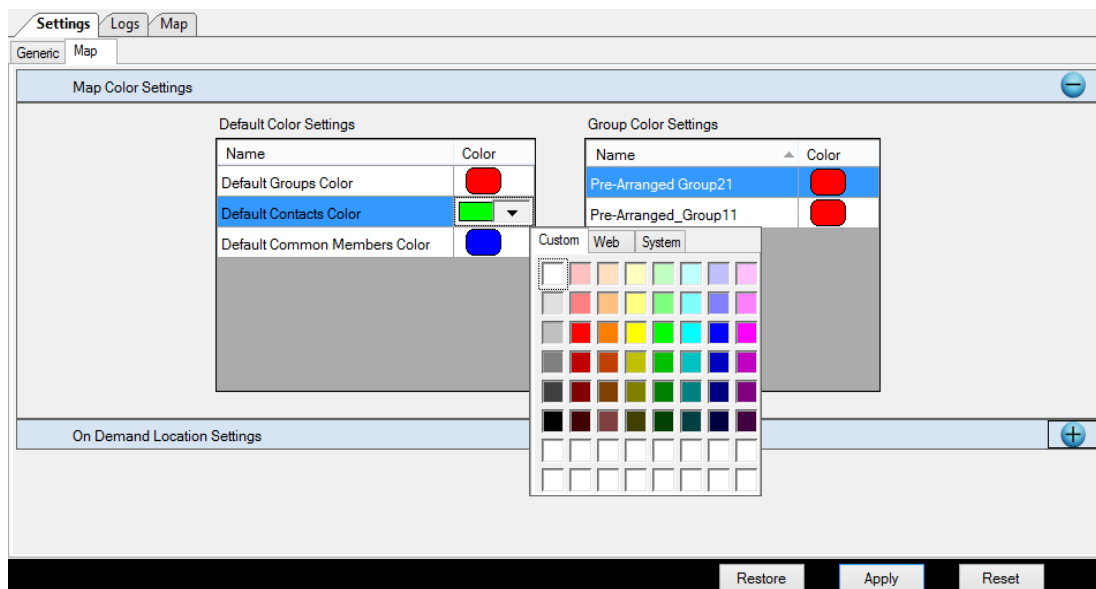 Settings Logs Map
Generic Map
Map Color Settings
Default Color Settings Group Color Settings
Name Color Name Color
Default Groups Color Pre-Arranged Group21
Default Contacts Color Pre-Arranged_Group11
Default Common Members Color Custom Web System
On Demand Location Settings
Restore Apply Reset